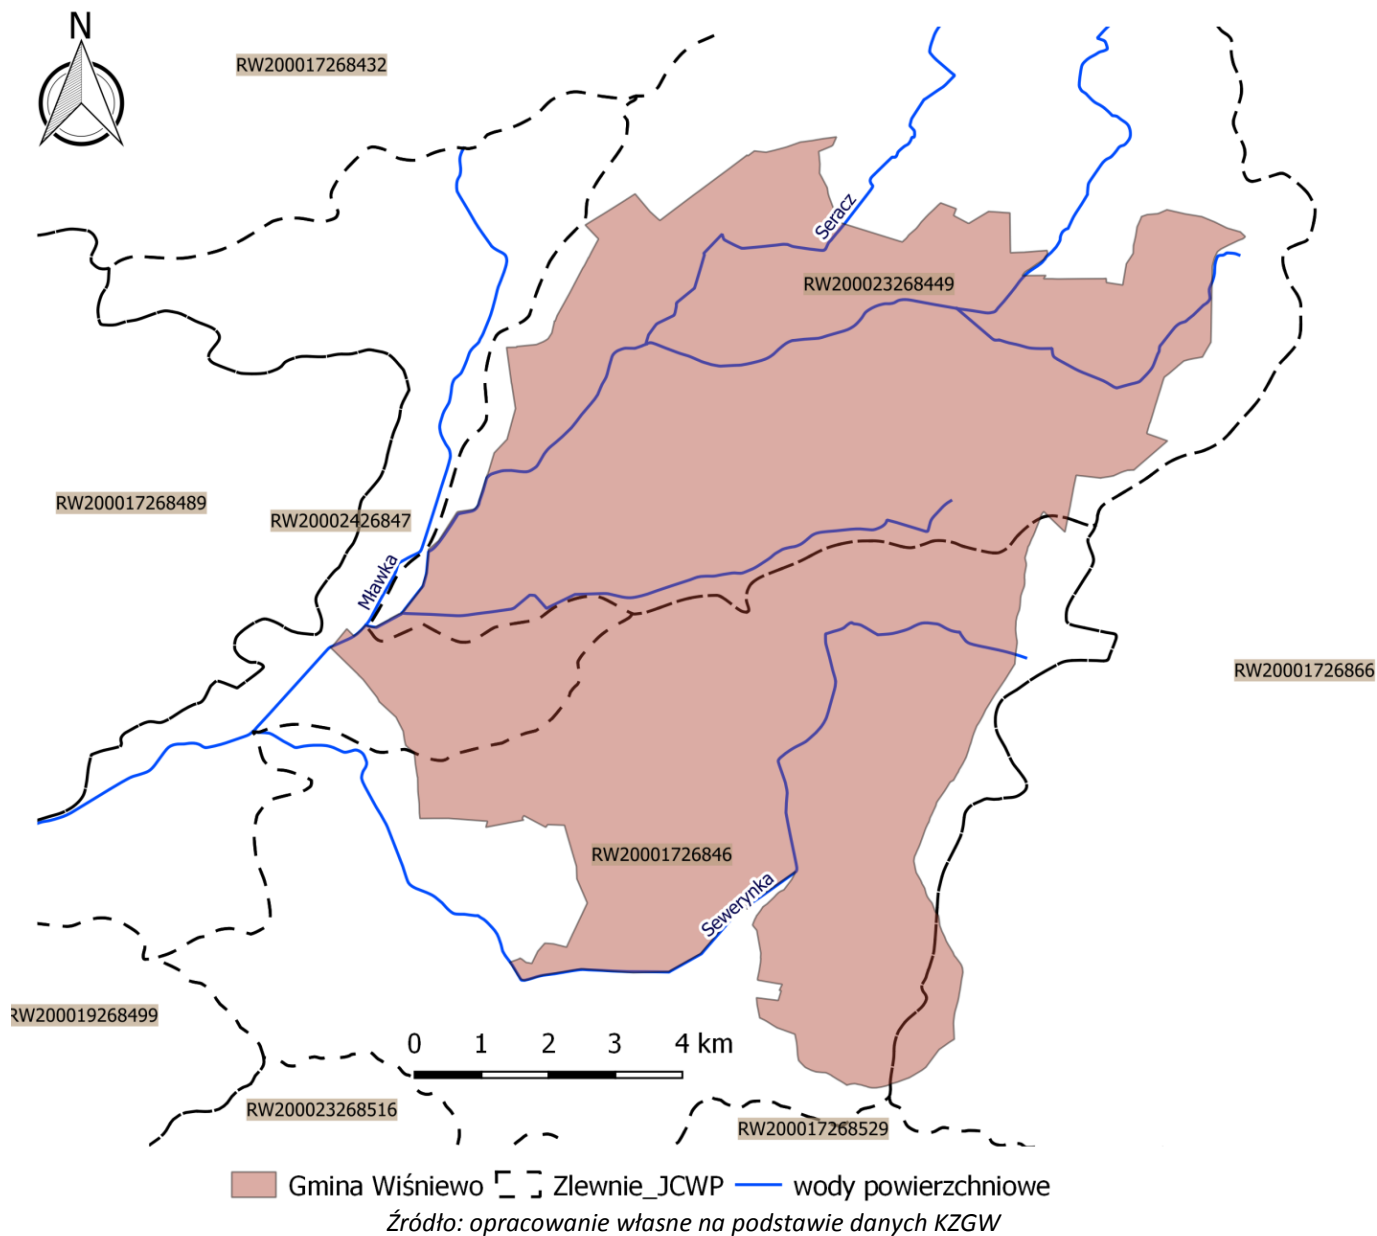 N
RW200017268432
Seracz
RW200023268449
RW200017268489
RW20002426847
Mławka
RW20001726866
RW20001726846
Sewerynka
RW200019268499
0 1 2 3 4 km
RW200023268516
RW200017268529
Gmina Wiśniewo Zlewnie_JCWP wody powierzchniowe
Źródło: opracowanie własne na podstawie danych KZGW